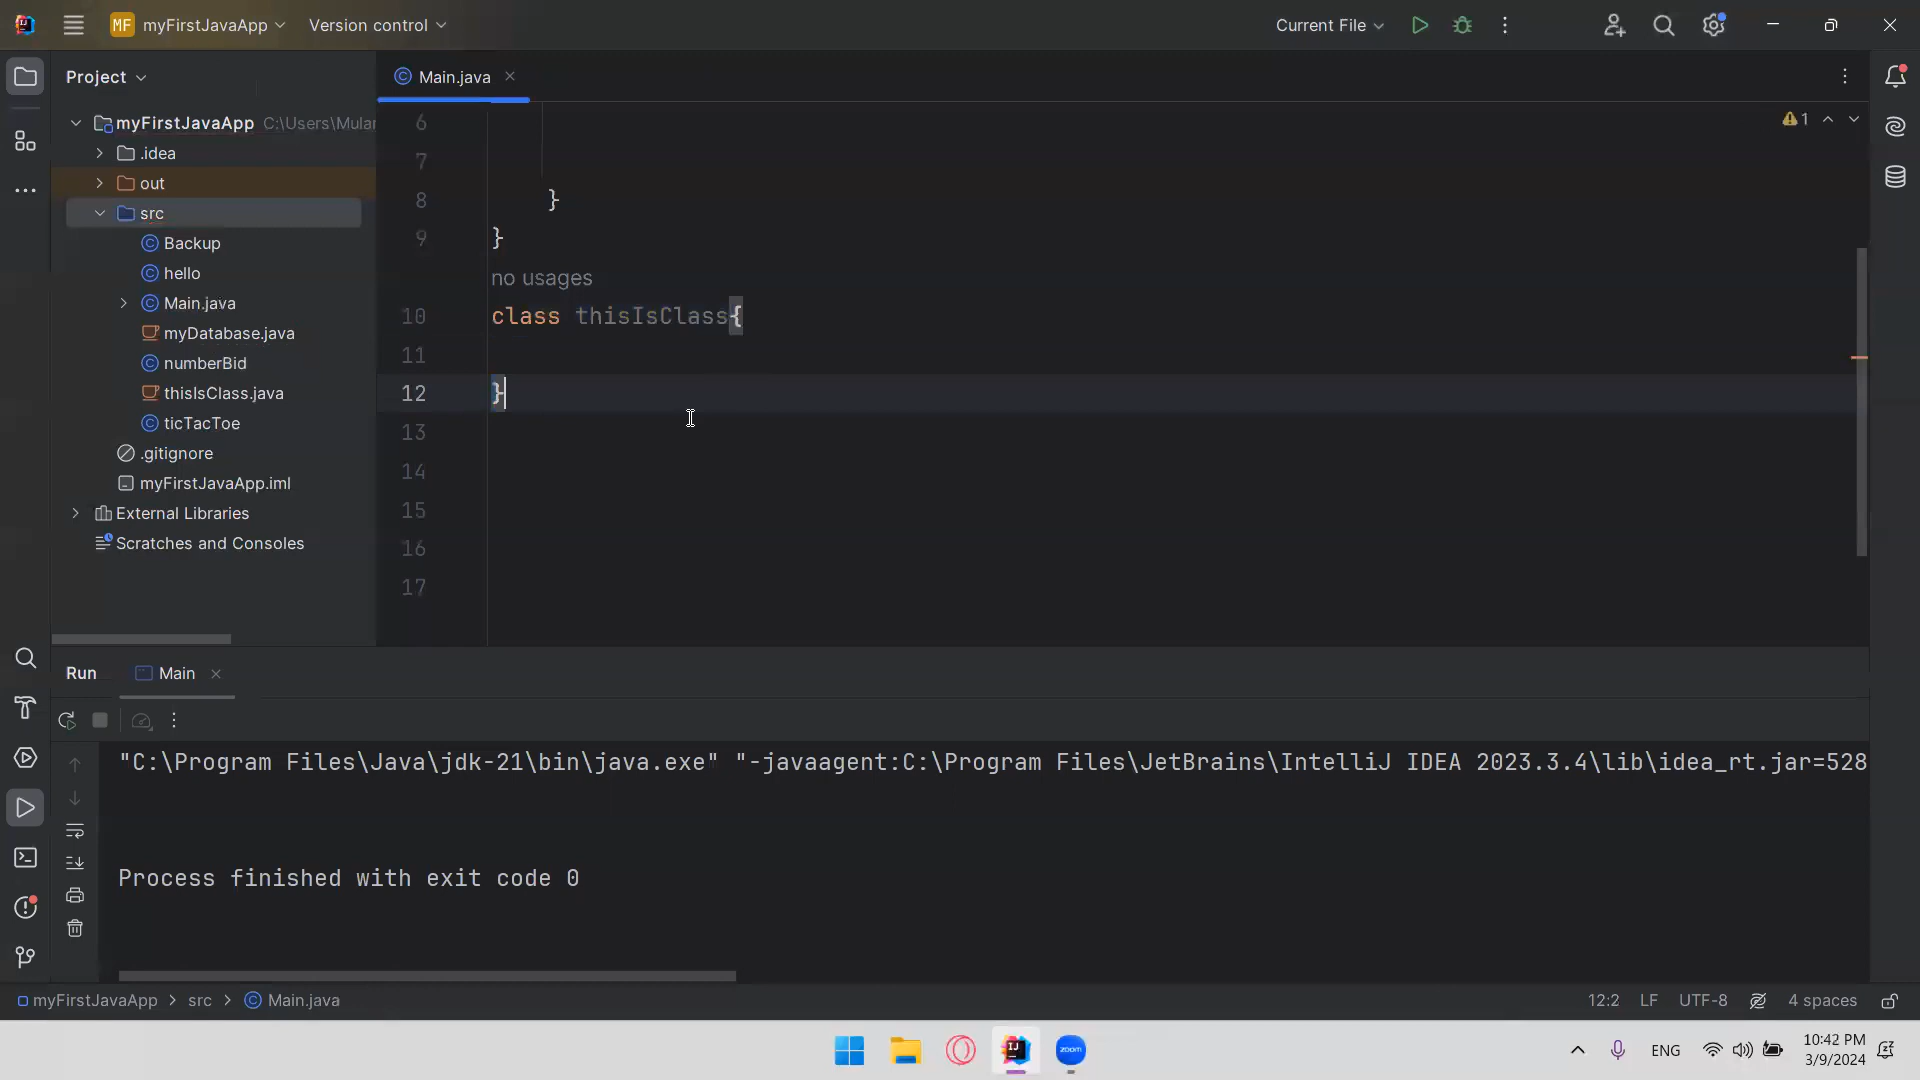 MF myFirstJavaApp Version control Current File
Project
Main.java
myFirstJavaApp C:\Users\Mular
.idea
out
src
Backup
hello
Main.java
myDatabase.java
numberBid
thisIsClass.java
ticTacToe
.gitignore
myFirstJavaApp.iml
External Libraries
Scratches and Consoles
1
6
7
8 }
9 }
no usages
10 class thisIsClass{
11
12 }
13
14
15
16
17
Run Main
"C:\Program Files\Java\jdk-21\bin\java.exe" "-javaagent:C:\Program Files\JetBrains\IntelliJ IDEA 2023.3.4\lib\idea_rt.jar=528
Process finished with exit code 0
myFirstJavaApp > src > Main.java 12:2 LF UTF-8 4 spaces
IJ zoom ENG 10:42 PM
3/9/2024